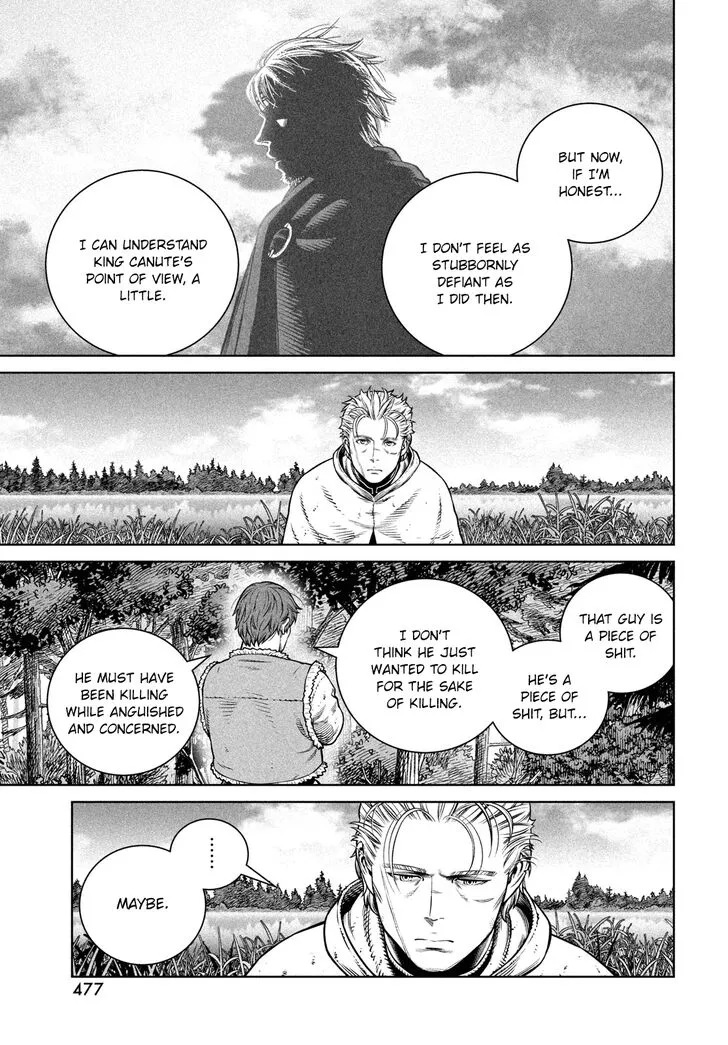 BUT NOW,
IF I'M
HONEST...
I DON'T FEEL AS
STUBBORNLY
DEFIANT AS
I DID THEN.
I CAN UNDERSTAND
KING CANUTE'S
POINT OF VIEW, A
LITTLE.
THAT GUY IS
A PIECE OF
SHIT.
HE'S A
PIECE OF
SHIT, BUT...
I DON'T
THINK HE JUST
WANTED TO KILL
FOR THE SAKE
OF KILLING.
HE MUST HAVE
BEEN KILLING
WHILE ANGUISHED
AND CONCERNED.
......
MAYBE.
477